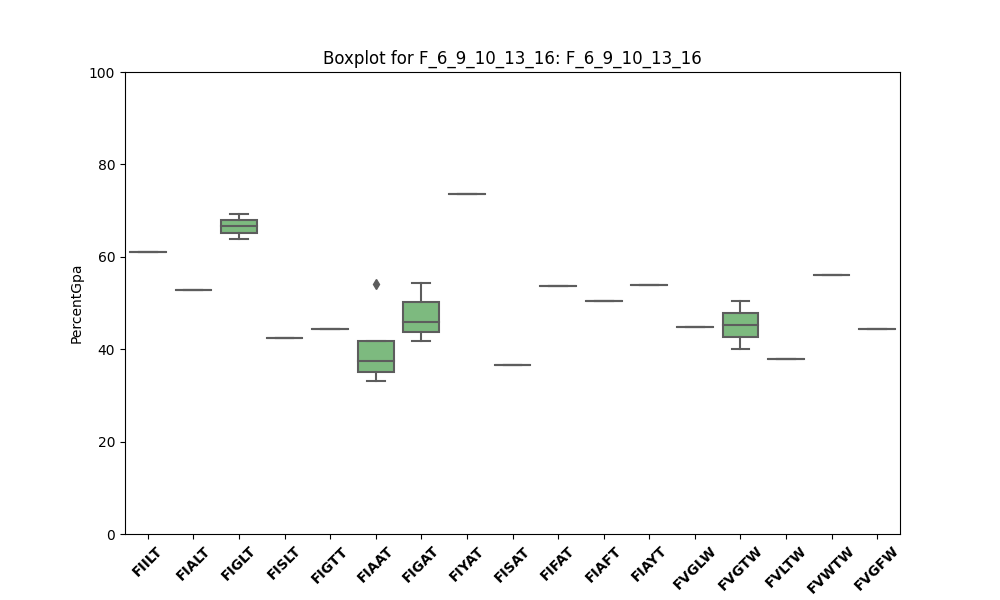 Boxplot for F_6_9_10_13_16: F_6_9_10_13_16
100
80
60
40
20
0
PercentGpa
FIILT
FIALT
FIGLT
FISLT
FIGTT
FIAAT
FIGAT
FIYAT
FISAT
FIFAT
FIAFT
FIAYT
FVGLW
FVGTW
FVLTW
FVWTW
FVGFW